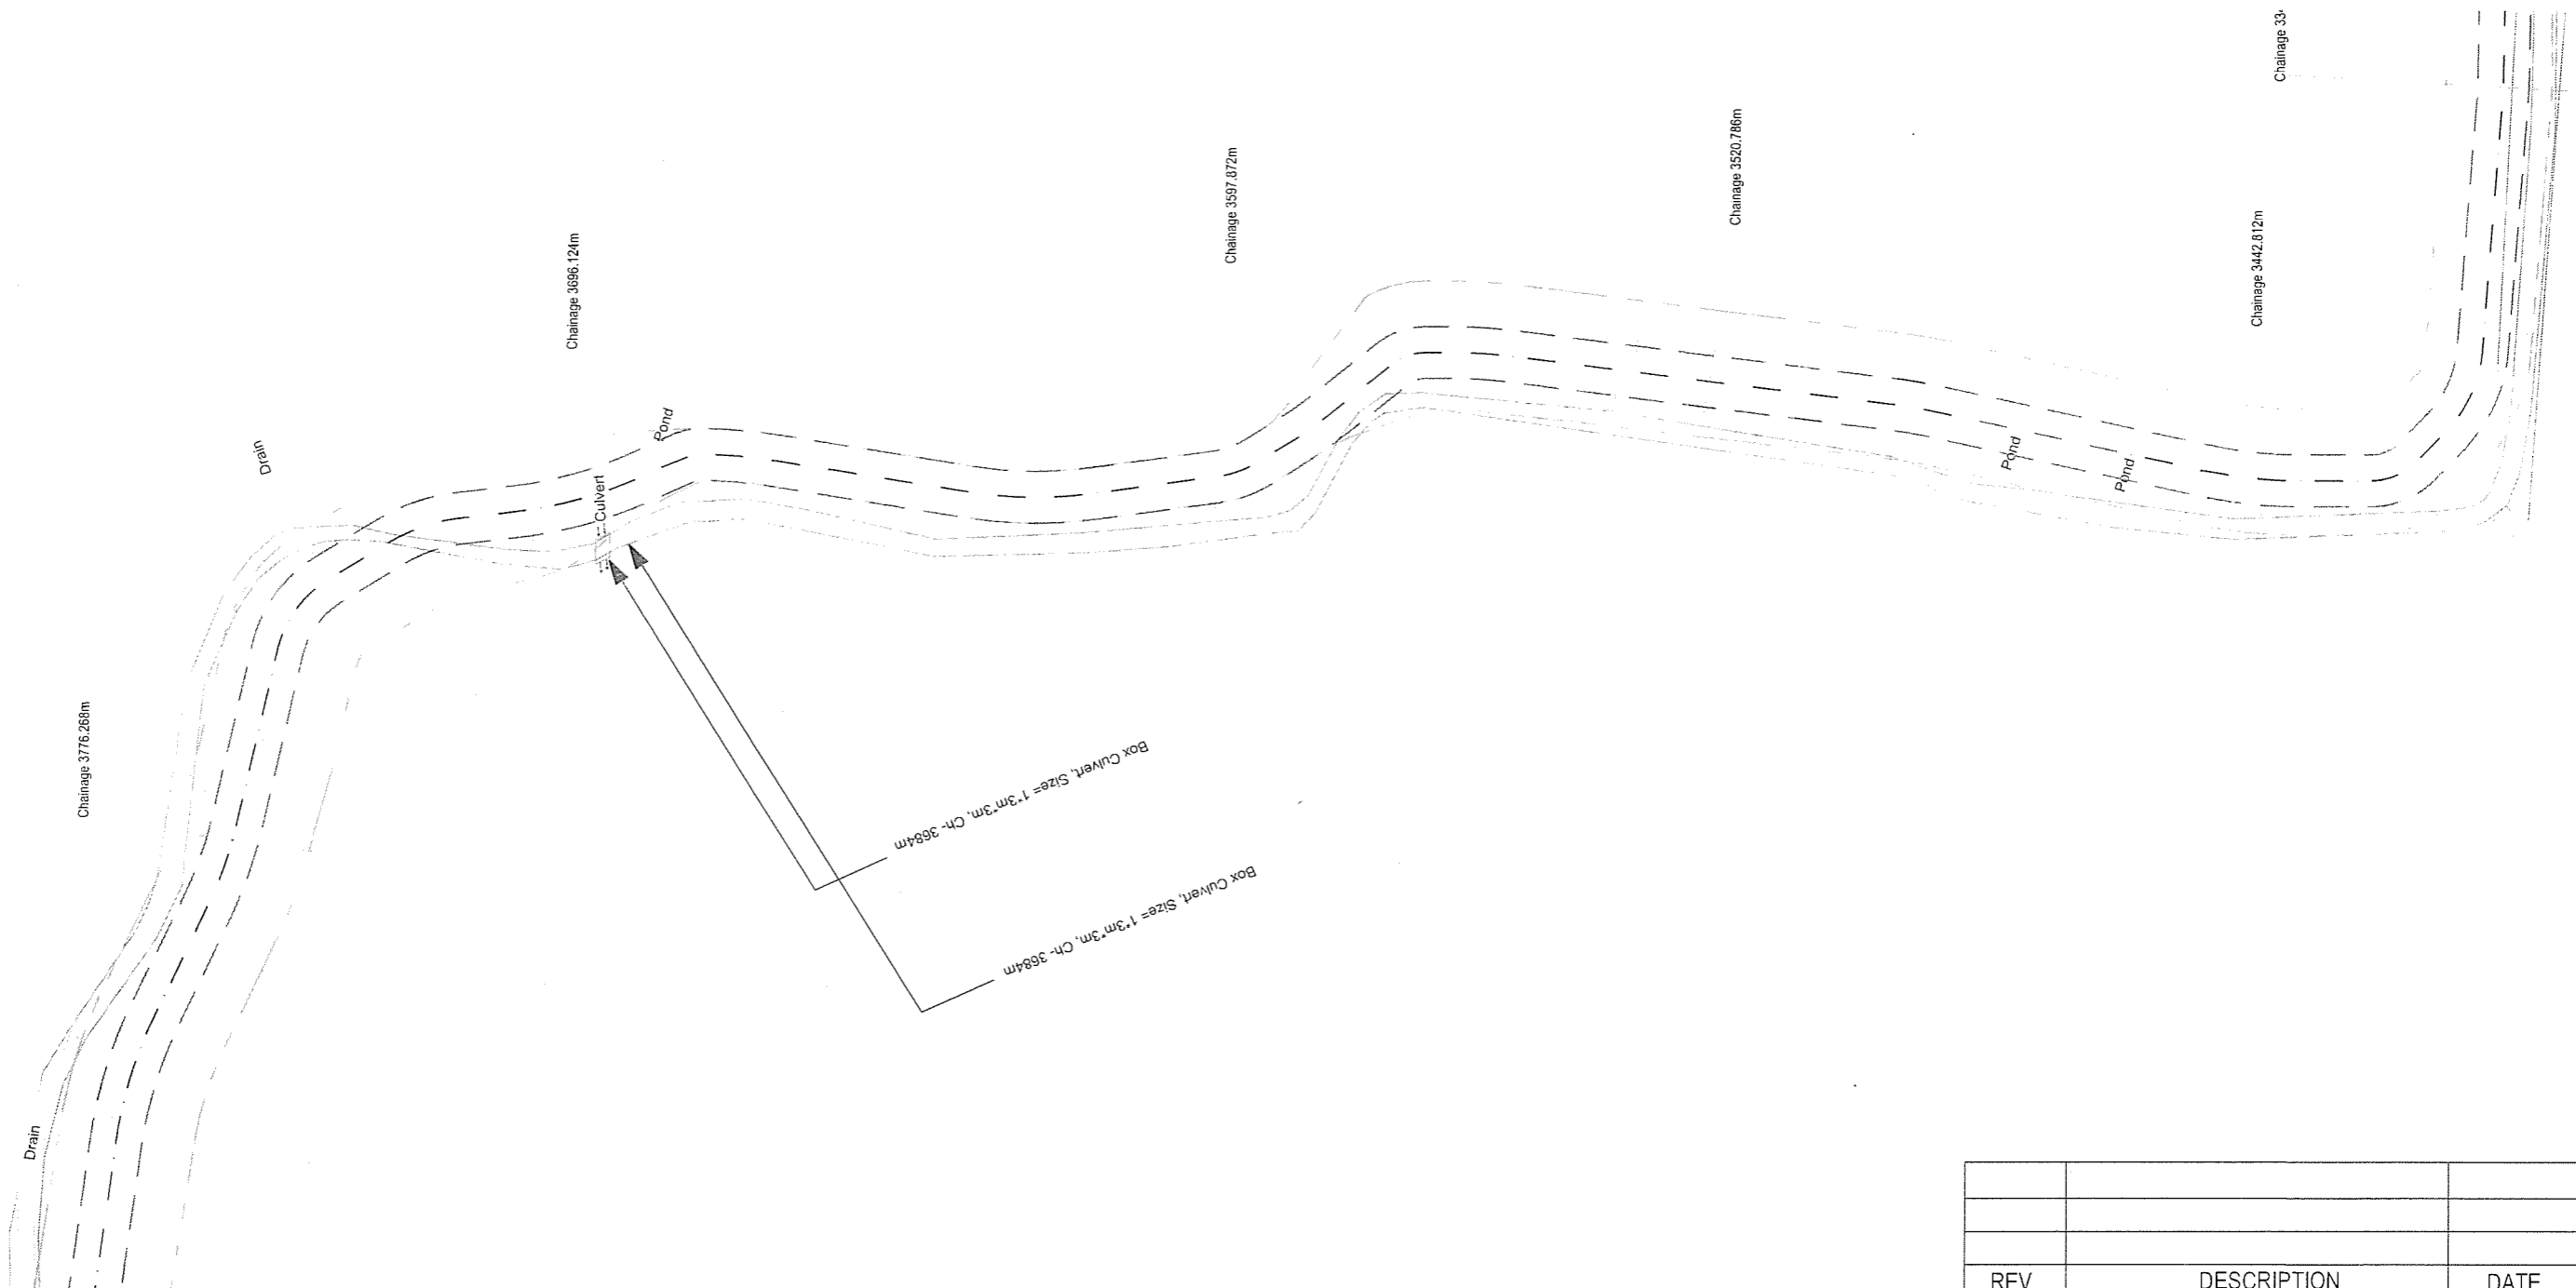 Chainage 33
Chainage 3520.786m
Chainage 3597.872m
Chainage 3442.812m
Chainage 3696.124m
Pond
Drain
Pond
Pond
Culvert
Chainage 3776.268m
Box Culvert, Size= 1*3m*3m, Ch- 3684m
Box Culvert, Size= 1*3m*3m, Ch- 3684m
Drain
REV DESCRIPTION DATE